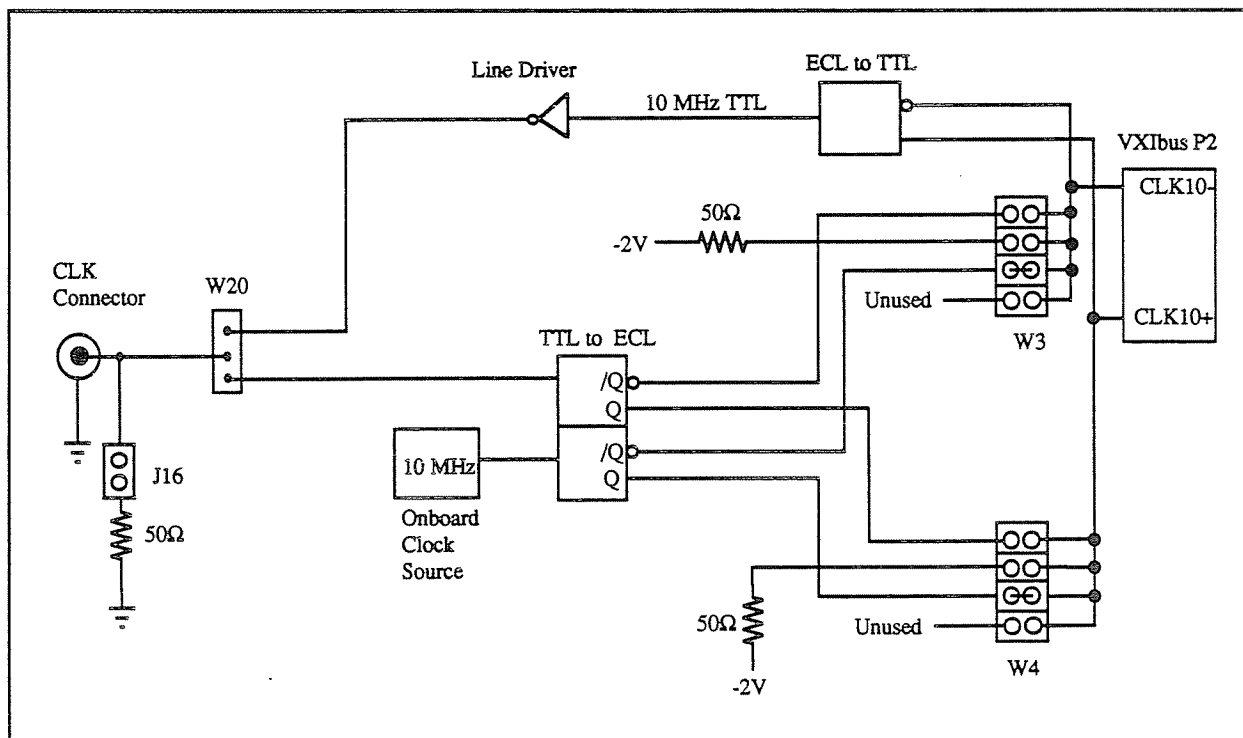 Line Driver
ECL to TTL
10 MHz TTL
VXIbus P2
CLK10-
50Ω
-2V
CLK
Connector
W20
Unused
CLK10+
W3
TTL to ECL
/Q
Q
/Q
Q
10 MHz
J16
50Ω
Onboard
Clock
Source
50Ω
Unused
W4
-2V